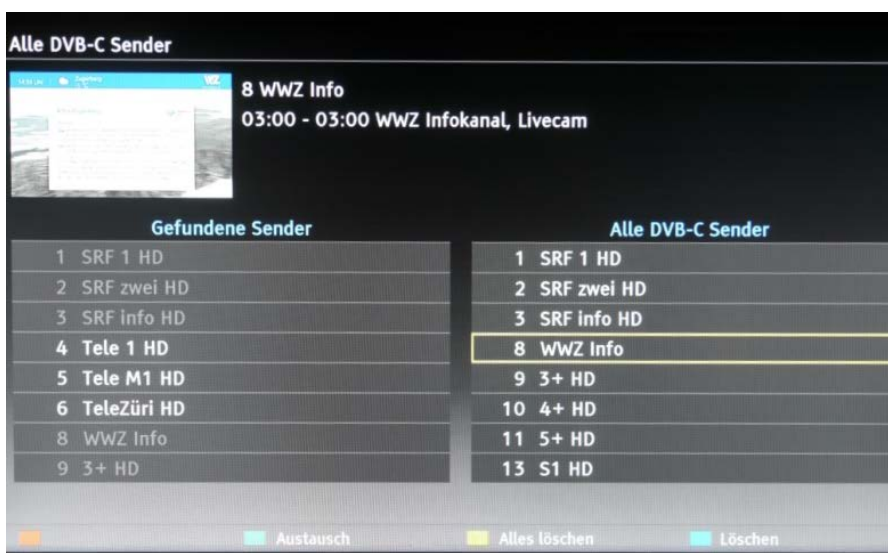 Alle DVB-C Sender
WWZ
8 WWZ Info
03:00 - 03:00 WWZ Infokanal, Livecam
Gefundene Sender
1 SRF 1 HD
2 SRF zwei HD
3 SRF info HD
4 Tele 1 HD
5 Tele M1 HD
6 TeleZüri HD
8 WWZ Info
9 3+ HD
Alle DVB-C Sender
1 SRF 1 HD
2 SRF zwei HD
3 SRF info HD
8 WWZ Info
9 3+ HD
10 4+ HD
11 5+ HD
13 S1 HD
Austausch
Alles löschen
Löschen